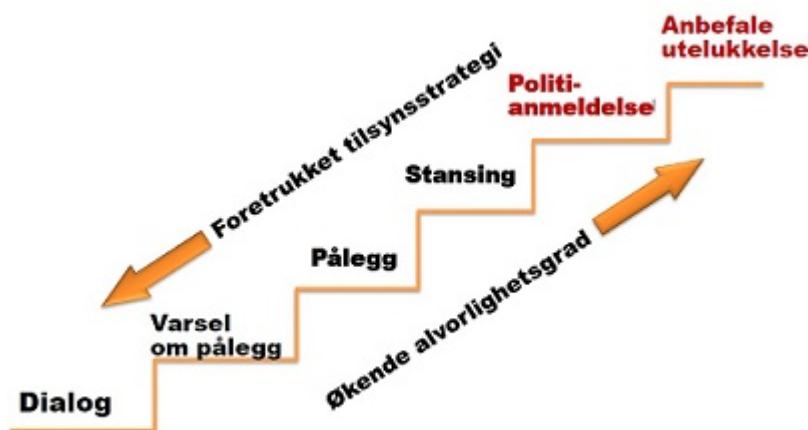 Anbefale
utelukkelse
Politi-
anmeldelse
Foretrukket tilsynsstrategi
Stansing
Pålegg
Økende alvorlighetsgrad
Varsel
om pålegg
Dialog